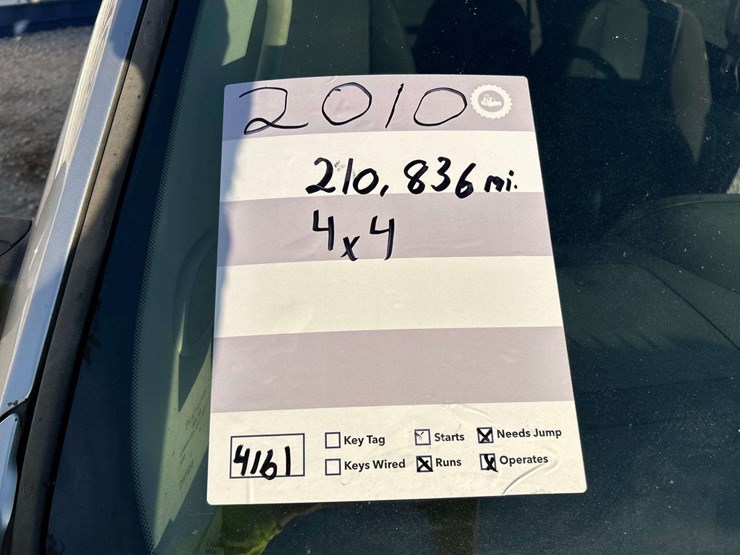 2010
210,836 mi.
4x4
4161
Key Tag Starts Needs Jump
Keys Wired Runs Operates